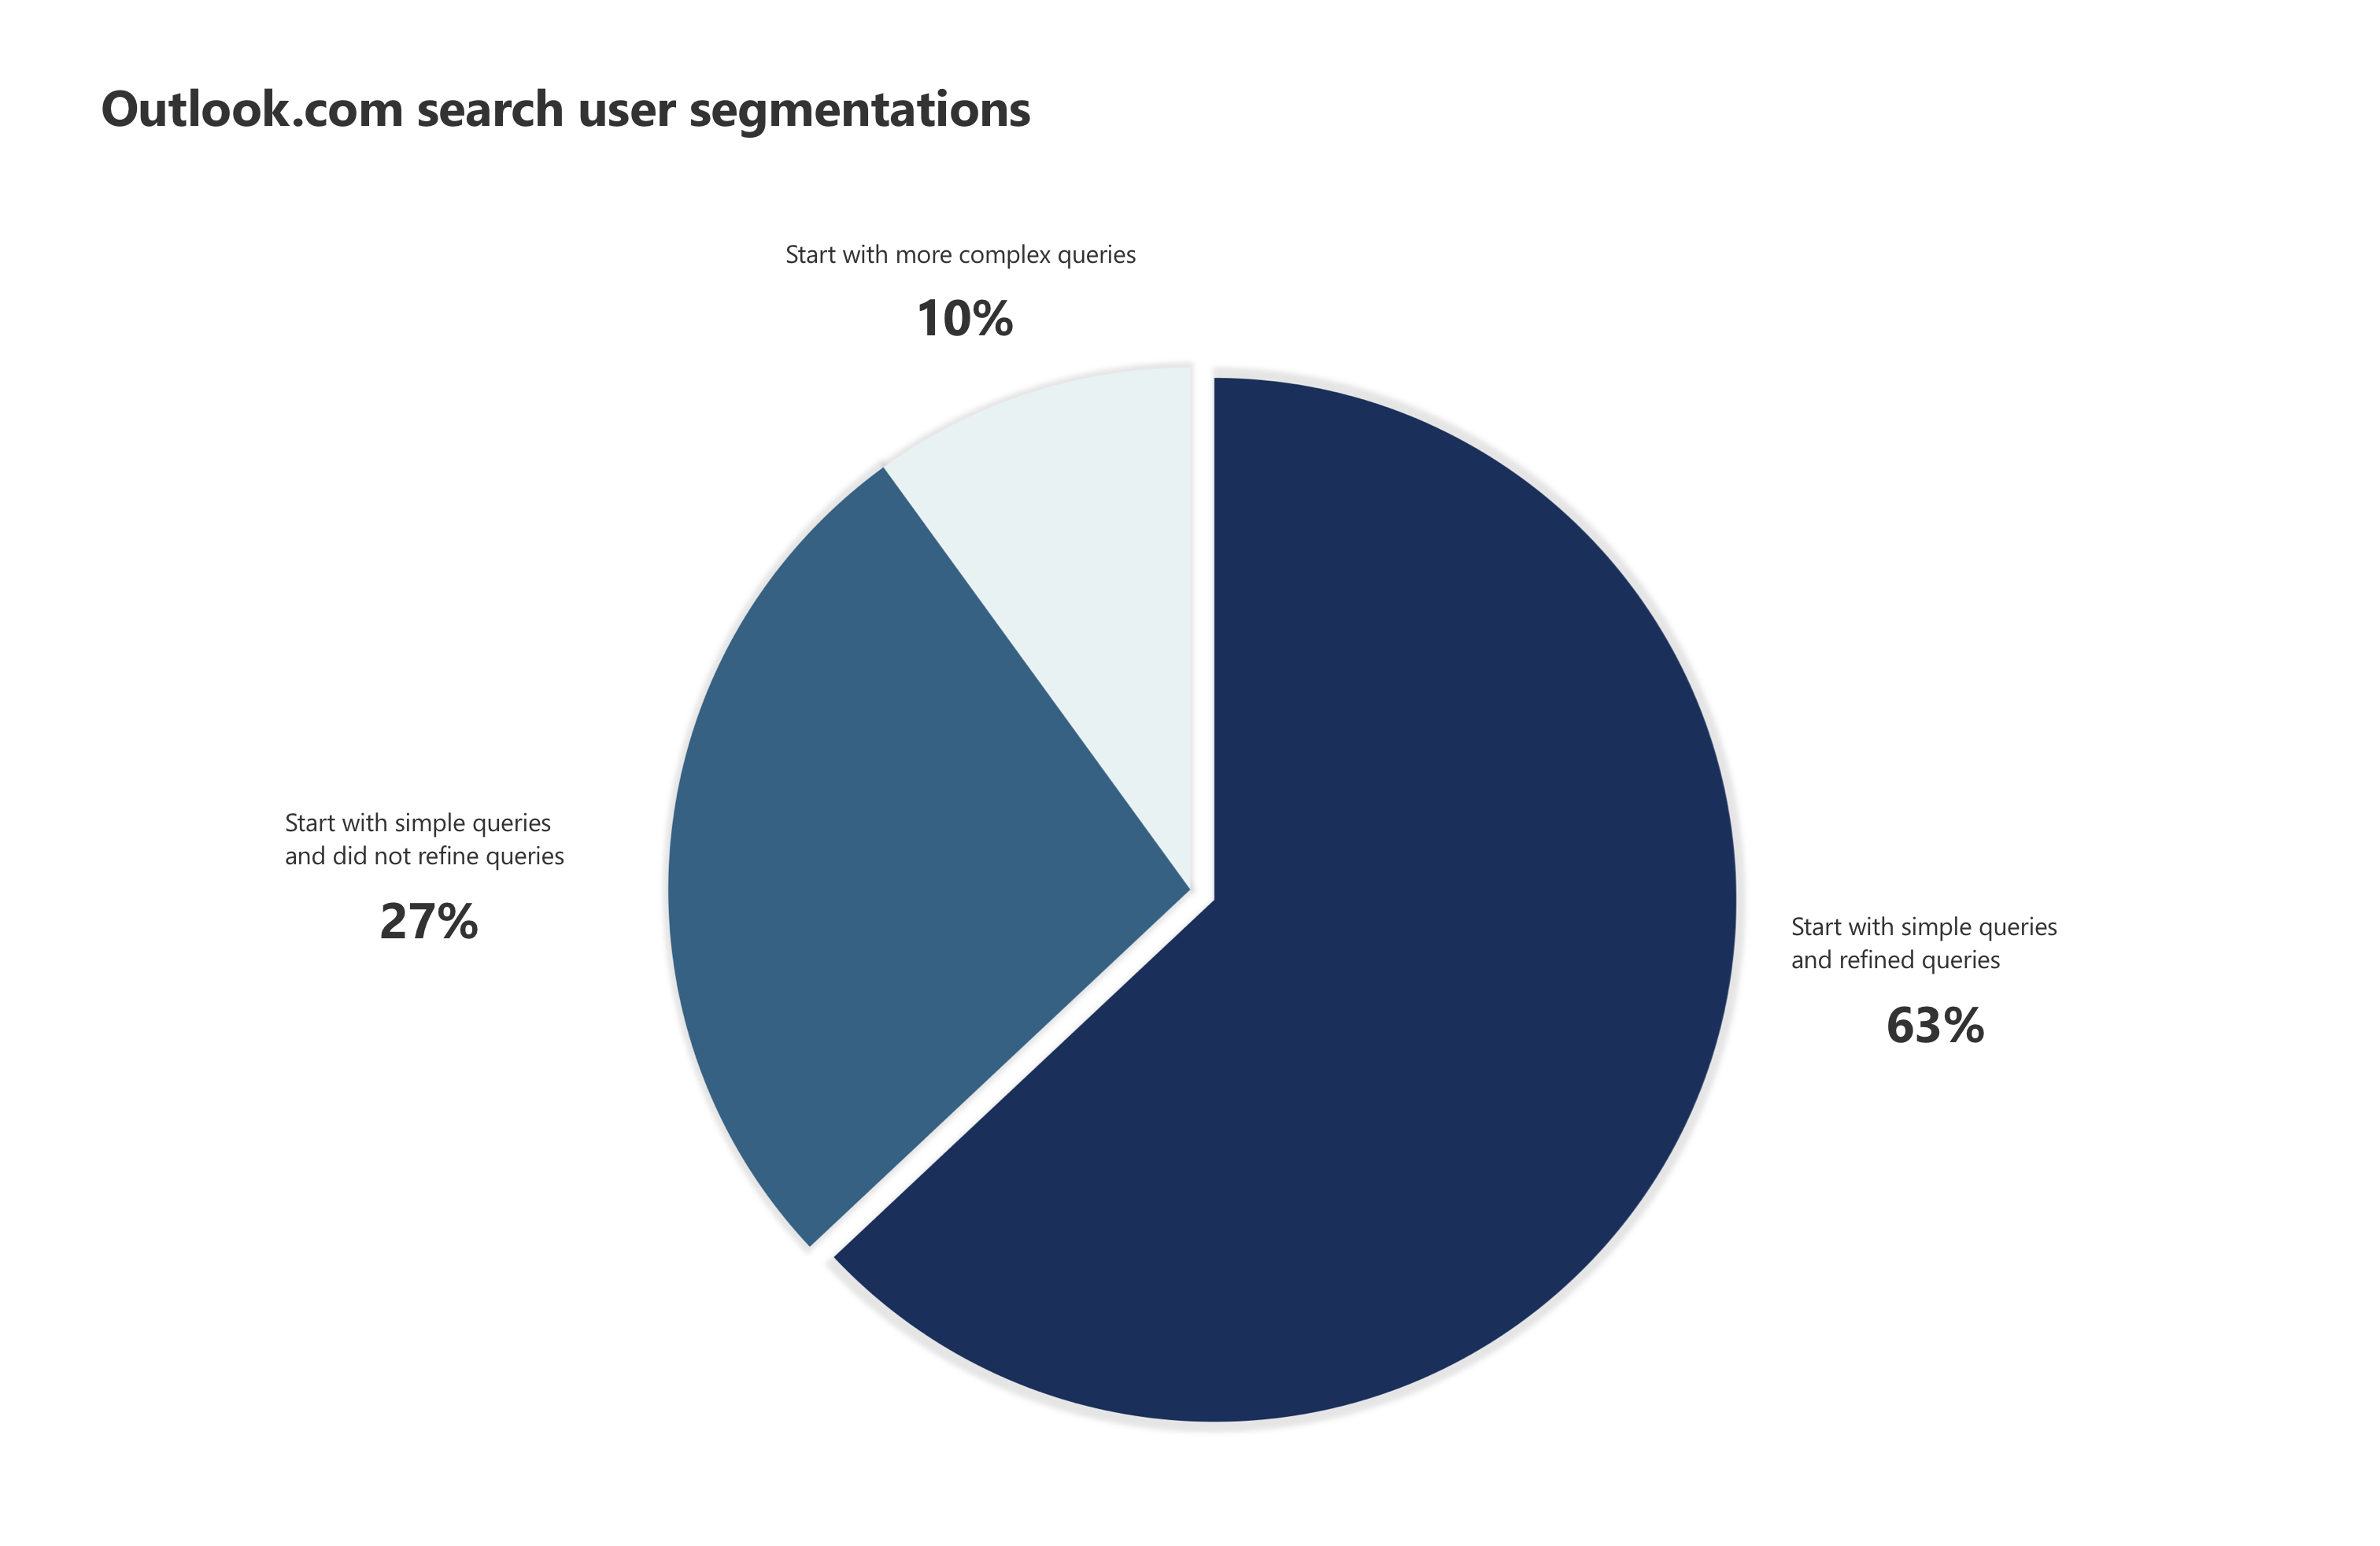 Outlook.com search user segmentations
Start with more complex queries
10%
Start with simple queries
and did not refine queries
27%
Start with simple queries
and refined queries
63%